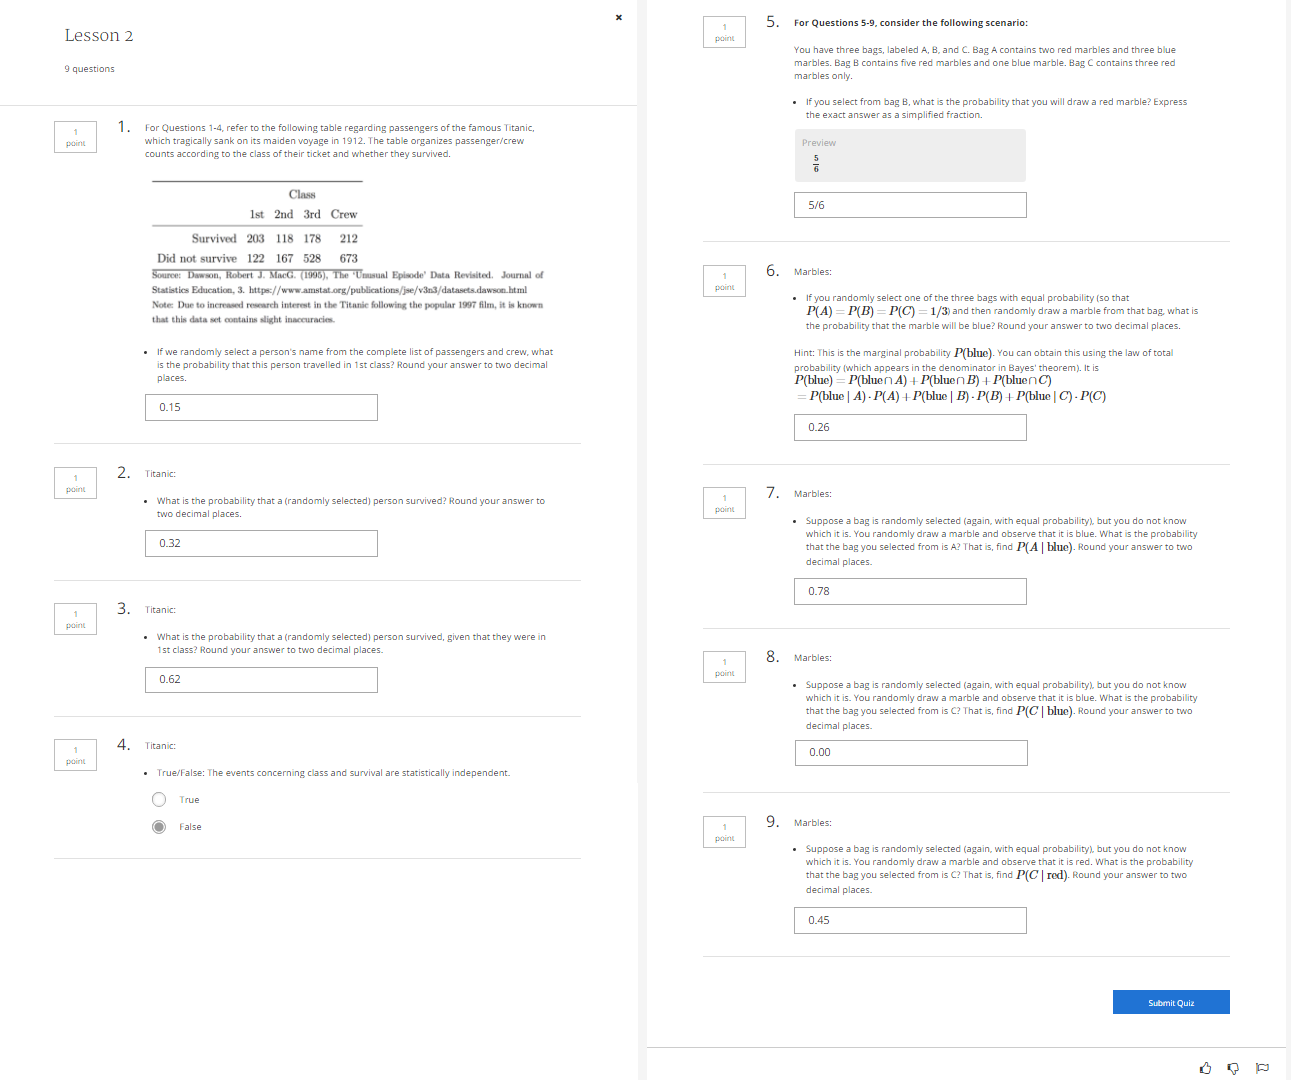 Lesson 2
×
9 questions
1
point
1.
For Questions 1-4, refer to the following table regarding passengers of the famous Titanic,
which tragically sank on its maiden voyage in 1912. The table organizes passenger/crew
counts according to the class of their ticket and whether they survived.
Class
1st 2nd 3rd Crew
Survived 203 118 178 212
Did not survive 122 167 528 673
Source: Dawson, Robert J. MacG. (1995), The 'Unusual Episode' Data Revisited. Journal of
Statistics Education, 3. https://www.amstat.org/publications/jse/v3n3/datasets.dawson.html
Note: Due to increased research interest in the Titanic following the popular 1997 film, it is known
that this data set contains slight inaccuracies.
• If we randomly select a person's name from the complete list of passengers and crew, what
is the probability that this person travelled in 1st class? Round your answer to two decimal
places.
0.15
1
point
2.
Titanic:
• What is the probability that a (randomly selected) person survived? Round your answer to
two decimal places.
0.32
1
point
3.
Titanic:
• What is the probability that a (randomly selected) person survived, given that they were in
1st class? Round your answer to two decimal places.
0.62
1
point
4.
Titanic:
• True/False: The events concerning class and survival are statistically independent.
True
False
1
point
5.
For Questions 5-9, consider the following scenario:
You have three bags, labeled A, B, and C. Bag A contains two red marbles and three blue
marbles. Bag B contains five red marbles and one blue marble. Bag C contains three red
marbles only.
• If you select from bag B, what is the probability that you will draw a red marble? Express
the exact answer as a simplified fraction.
Preview
5
6
5/6
1
point
6.
Marbles:
• If you randomly select one of the three bags with equal probability (so that
P(A) = P(B) = P(C) = 1/3) and then randomly draw a marble from that bag, what is
the probability that the marble will be blue? Round your answer to two decimal places.
Hint: This is the marginal probability P(blue). You can obtain this using the law of total
probability (which appears in the denominator in Bayes' theorem). It is
P(blue) = P(blue ∩ A) + P(blue ∩ B) + P(blue ∩ C)
= P(blue | A) · P(A) + P(blue | B) · P(B) + P(blue | C) · P(C)
0.26
1
point
7.
Marbles:
• Suppose a bag is randomly selected (again, with equal probability), but you do not know
which it is. You randomly draw a marble and observe that it is blue. What is the probability
that the bag you selected from is A? That is, find P(A | blue). Round your answer to two
decimal places.
0.78
1
point
8.
Marbles:
• Suppose a bag is randomly selected (again, with equal probability), but you do not know
which it is. You randomly draw a marble and observe that it is blue. What is the probability
that the bag you selected from is C? That is, find P(C | blue). Round your answer to two
decimal places.
0.00
1
point
9.
Marbles:
• Suppose a bag is randomly selected (again, with equal probability), but you do not know
which it is. You randomly draw a marble and observe that it is red. What is the probability
that the bag you selected from is C? That is, find P(C | red). Round your answer to two
decimal places.
0.45
Submit Quiz